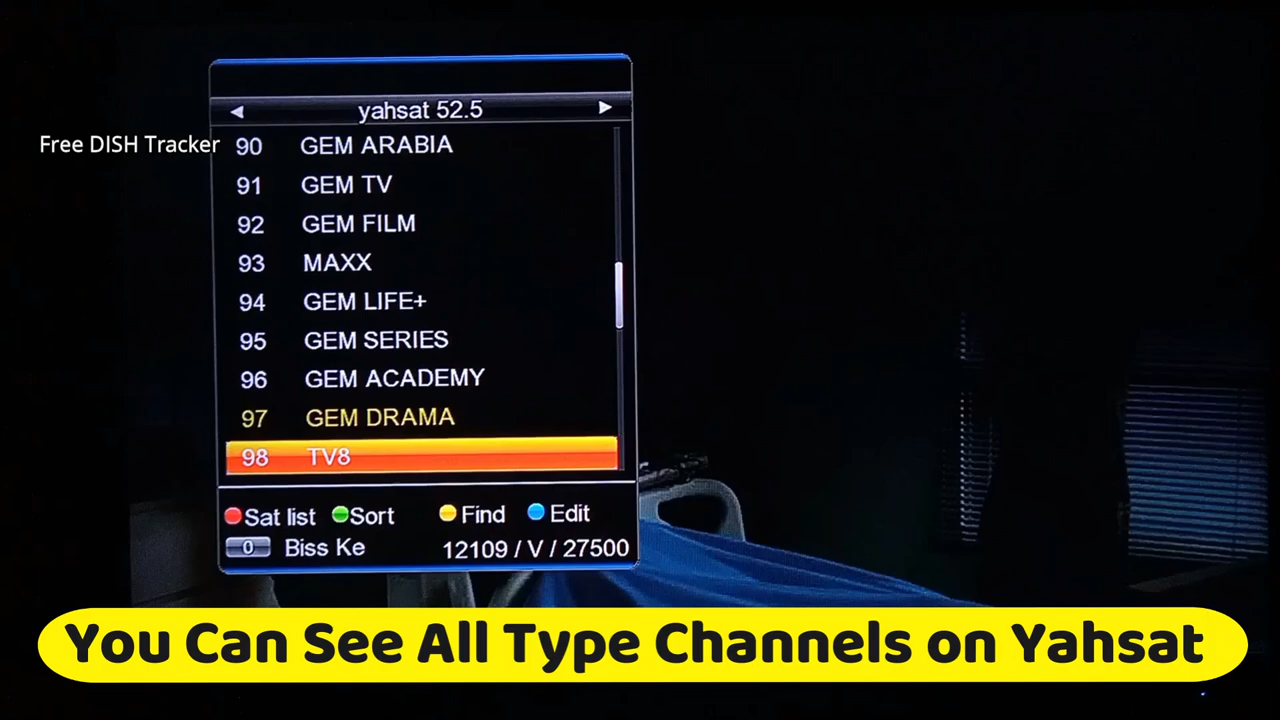 yahsat 52.5
Free DISH Tracker
90 GEM ARABIA
91 GEM TV
92 GEM FILM
93 MAXX
94 GEM LIFE+
95 GEM SERIES
96 GEM ACADEMY
97 GEM DRAMA
98 TV8
Sat list Sort Find Edit
0 Biss Ke 12109 / V / 27500
You Can See All Type Channels on Yahsat